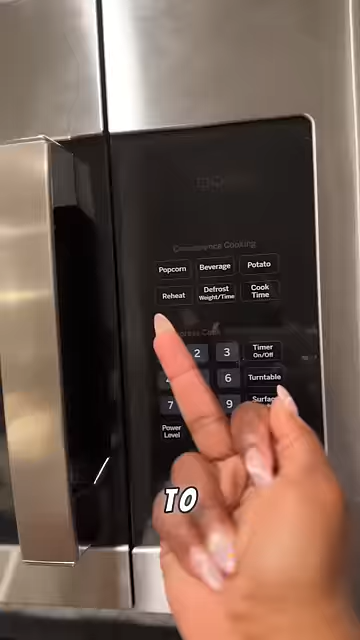 Convenience Cooking
Popcorn Beverage Potato
Reheat Defrost Weight/Time Cook Time
2 3 Timer On/Off
6 Turntable
7 9
Power Level
TO